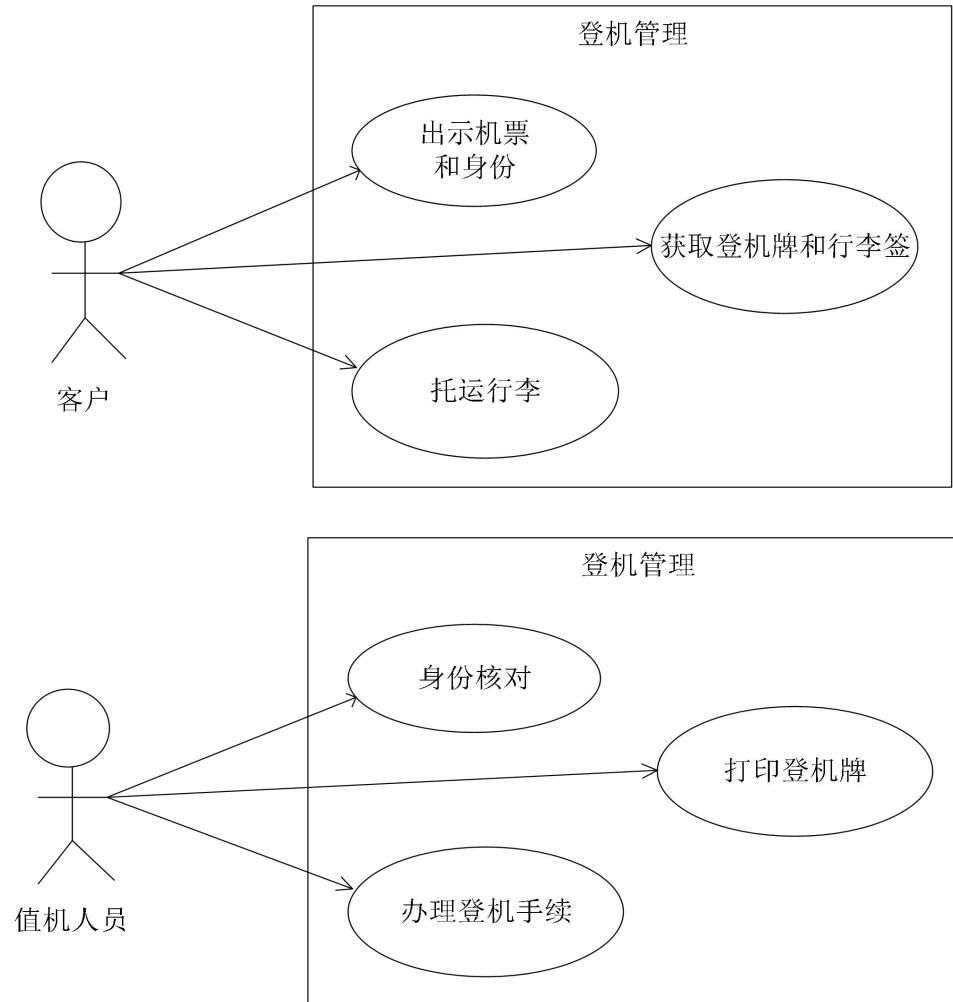 登机管理
出示机票
和身份
获取登机牌和行李签
托运行李
客户
登机管理
身份核对
打印登机牌
办理登机手续
值机人员